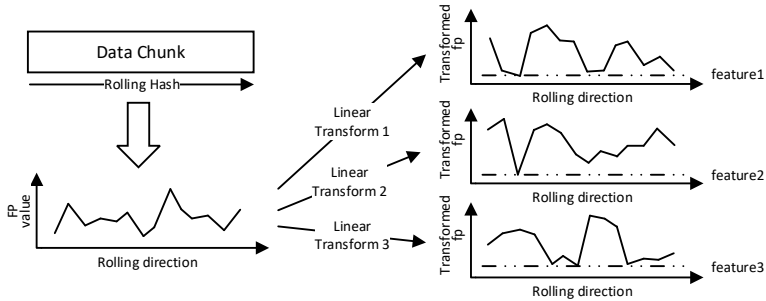 Data Chunk
Rolling Hash
FP
value
Rolling direction
Linear
Transform 1
Linear
Transform 2
Linear
Transform 3
Transformed
fp
feature1
Rolling direction
Transformed
fp
feature2
Rolling direction
Transformed
fp
feature3
Rolling direction